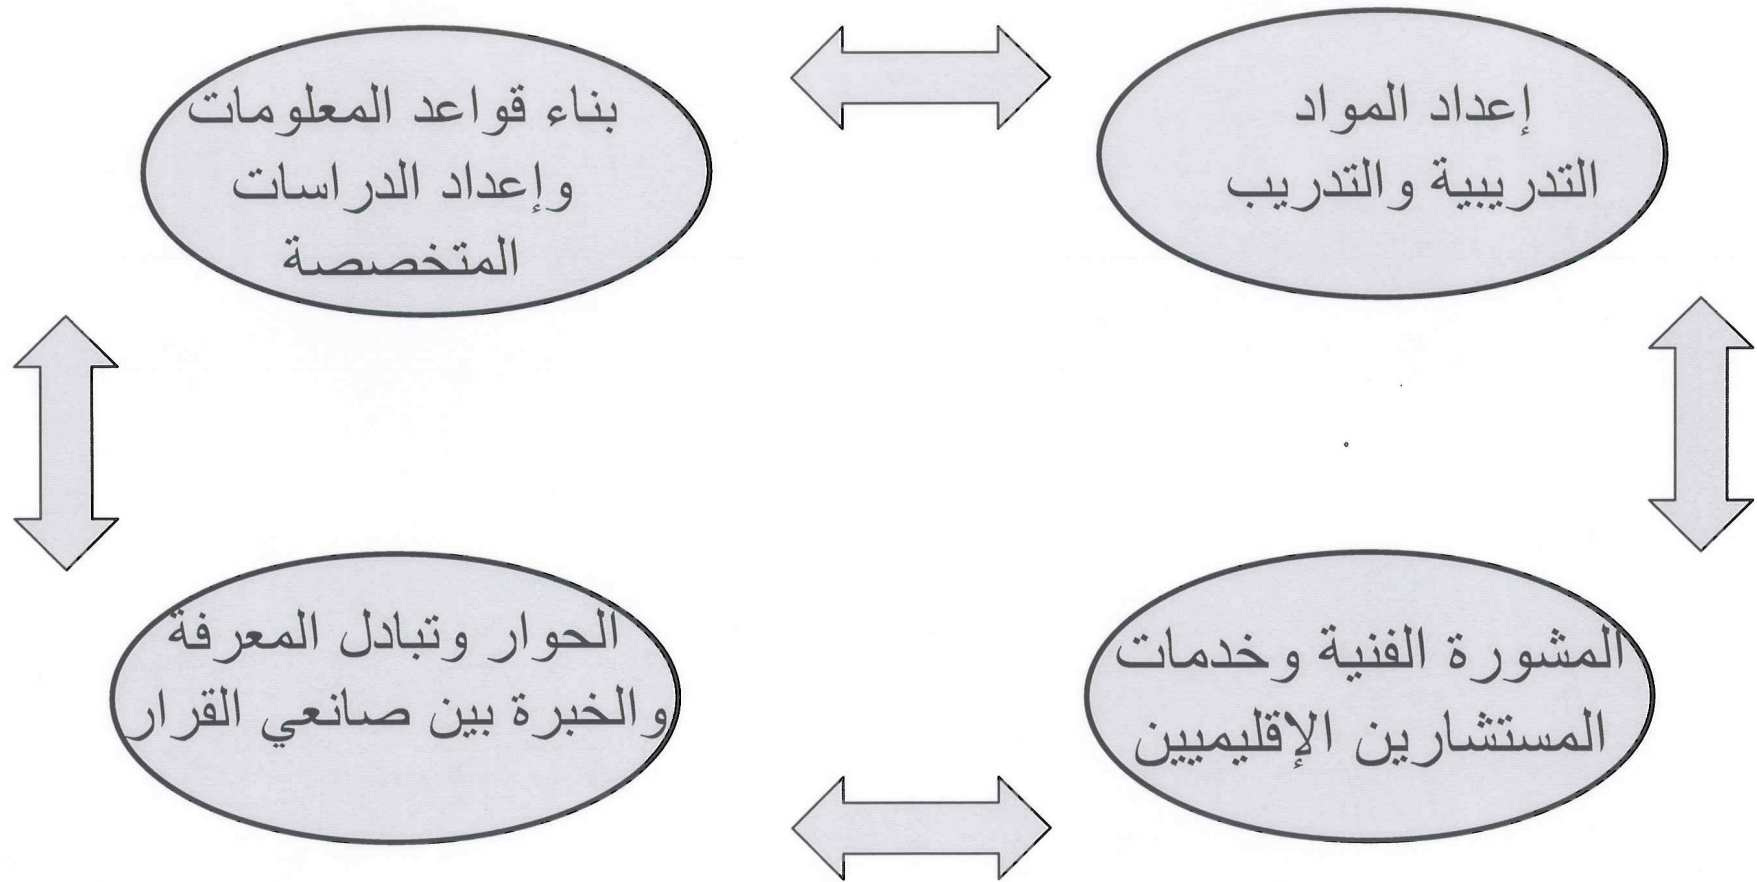 إعداد المواد
التدريبية والتدريب
بناء قواعد المعلومات
وإعداد الدراسات
المتخصصة
المشورة الفنية وخدمات
المستشارين الإقليميين
الحوار وتبادل المعرفة
والخبرة بين صانعي القرار